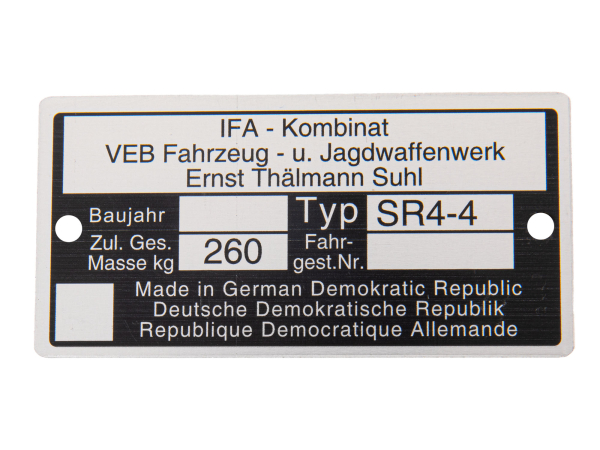 IFA - Kombinat
VEB Fahrzeug - u. Jagdwaffenwerk
Ernst Thälmann Suhl
Baujahr
Typ SR4-4
Zul. Ges.
Masse kg 260
Fahr-
gest.Nr.
Made in German Demokratic Republic
Deutsche Demokratische Republik
Republique Democratique Allemande